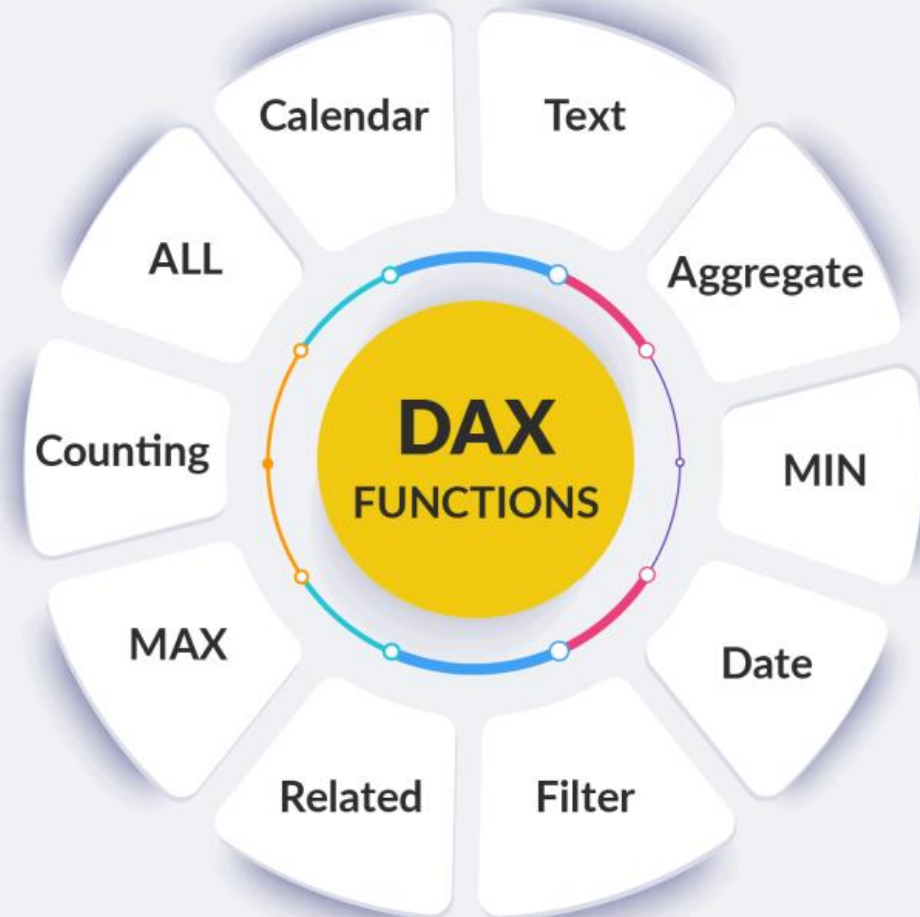 Calendar
Text
ALL
Aggregate
Counting
DAX
FUNCTIONS
MIN
MAX
Date
Related
Filter